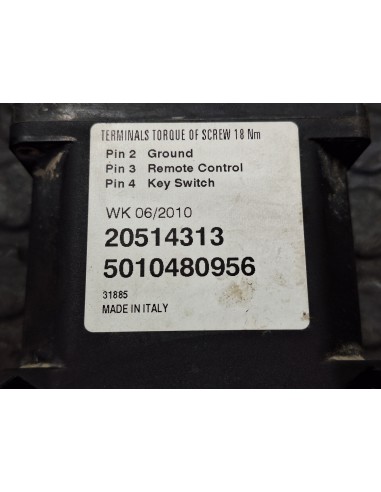 TERMINALS TORQUE OF SCREW 18 Nm
Pin 2 Ground
Pin 3 Remote Control
Pin 4 Key Switch
WK 06/2010
20514313
5010480956
31885
MADE IN ITALY